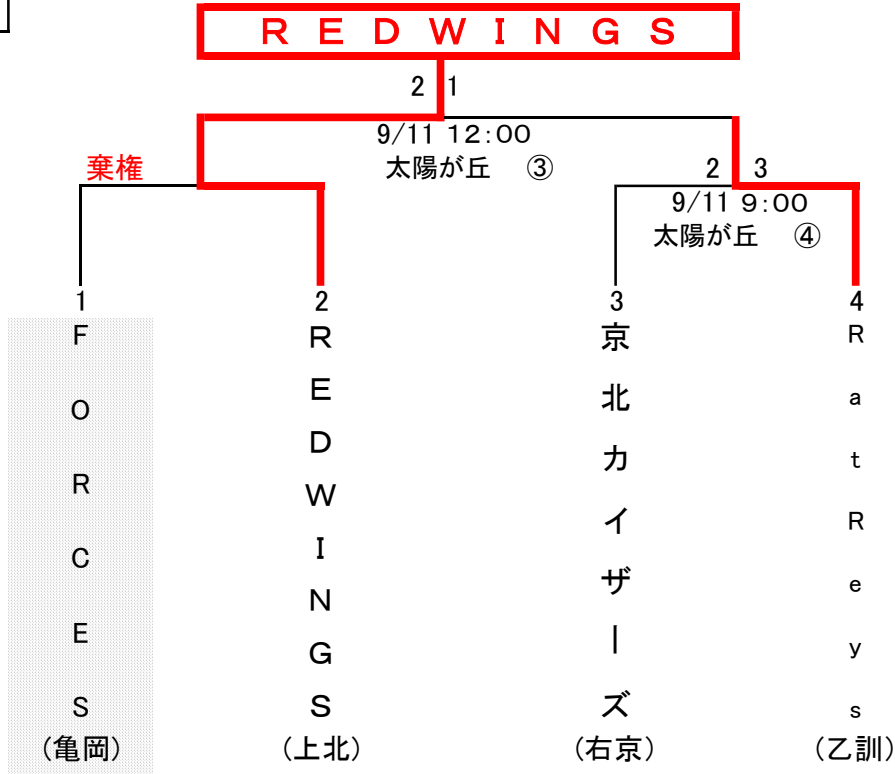 ＲＥＤＷＩＮＧＳ
2 1
9/11 12:00
太陽が丘 ③
棄権
2 3
9/11 9:00
太陽が丘 ④
1
2
3
4
ＦＯＲＣＥＳ
(亀岡)
ＲＥＤＷＩＮＧＳ
(上北)
京北カイザーズ
(右京)
ＲａｔＲｅｙｓ
(乙訓)